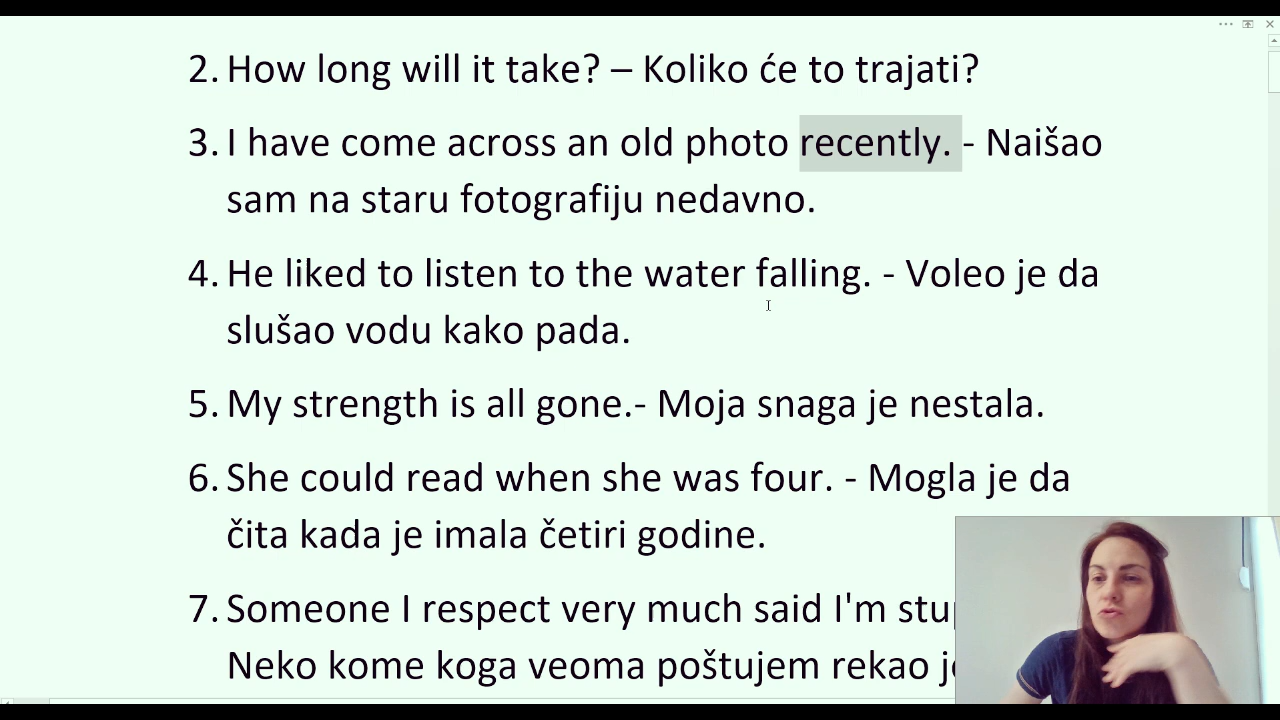 2. How long will it take? – Koliko će to trajati?
3. I have come across an old photo recently. - Naišao
sam na staru fotografiju nedavno.
4. He liked to listen to the water falling. - Voleo je da
slušao vodu kako pada.
5. My strength is all gone.- Moja snaga je nestala.
6. She could read when she was four. - Mogla je da
čita kada je imala četiri godine.
7. Someone I respect very much said I'm
Neko kome koga veoma poštujem rekao